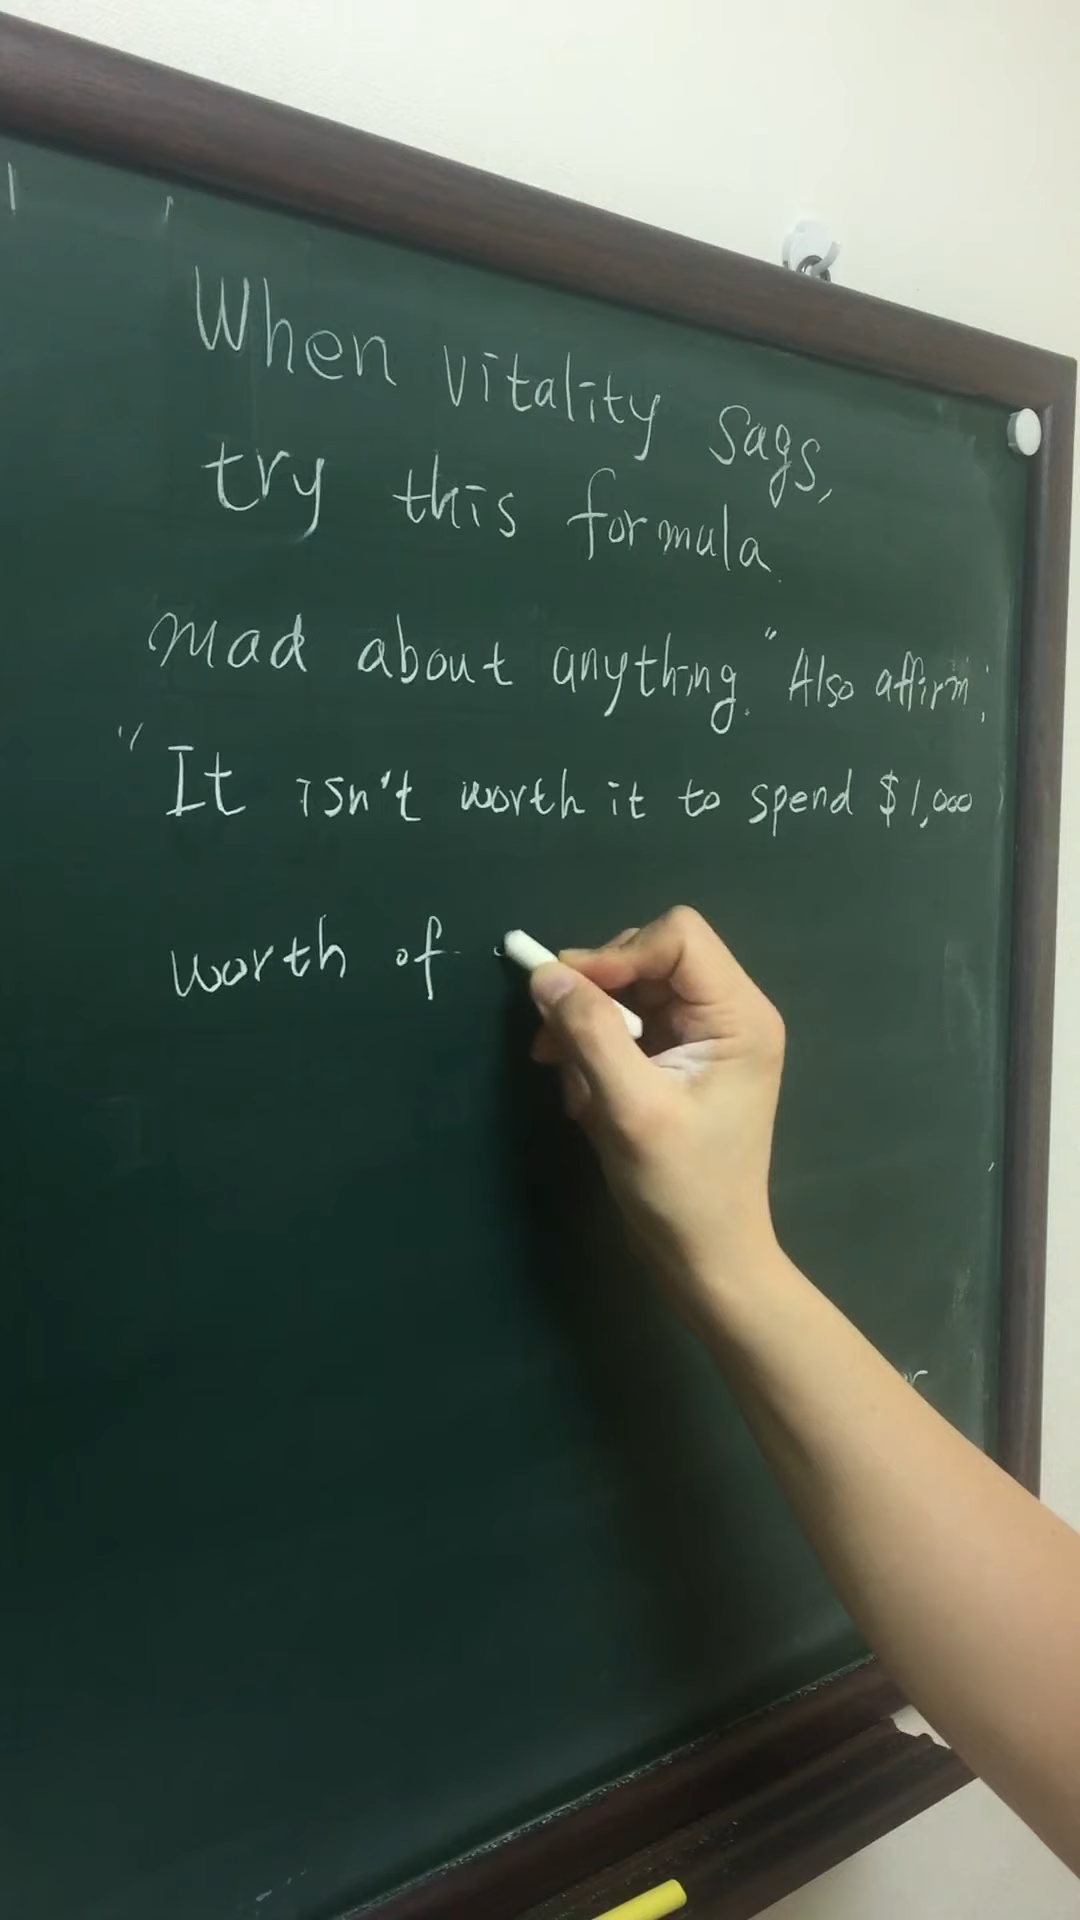 When vitality sags,
try this formula.
mad about anything." Also affirm:
"It isn't worth it to spend $1,000
worth of